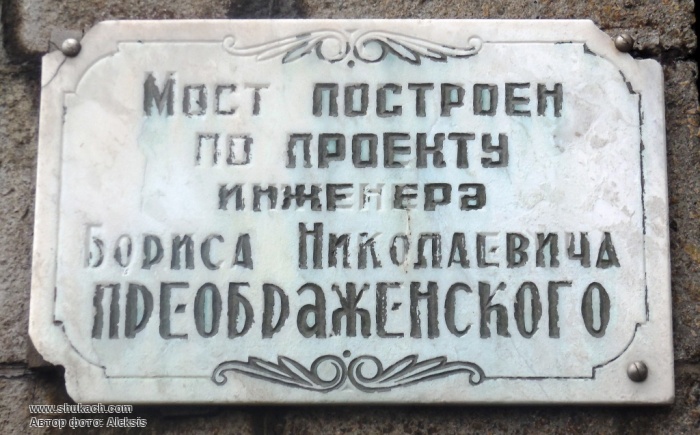 Мост построен
по проекту
инженера
Бориса Николаевича
Преображенского
www.shukach.com
Автор фото: Aleksis